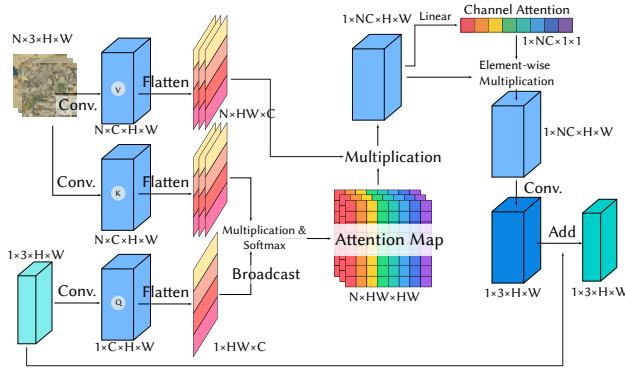 N×3×H×W
Conv.
V
Flatten
N×C×H×W
N×HW×C
Conv.
K
Flatten
N×C×H×W
1×3×H×W
Conv.
Q
Flatten
1×C×H×W
1×HW×C
Multiplication &
Softmax
Broadcast
1×NC×H×W
Linear
Channel Attention
1×NC×1×1
Element-wise
Multiplication
Multiplication
Attention Map
N×HW×HW
1×NC×H×W
Conv.
Add
1×3×H×W
1×3×H×W